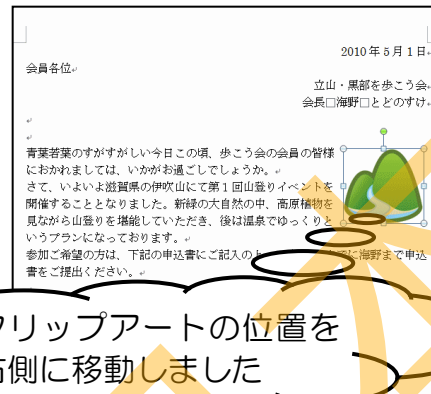 2010年5月1日
会員各位
立山・黒部を歩こう会
会長□海野□とどのすけ
青葉若葉のすがすがしい今日この頃、歩こう会の会員の皆様
におかれましては、いかがお過ごしでしょうか。
さて、いよいよ滋賀県の伊吹山にて第1回山登りイベントを
開催することとなりました。新緑の大自然の中、高原植物を
見ながら山登りを堪能していただき、後は温泉でゆっくりと
いうプランになっております。
参加ご希望の方は、下記の申込書にご記入の
に海野まで申込
書をご提出ください。
クリップアートの位置を
右側に移動しました